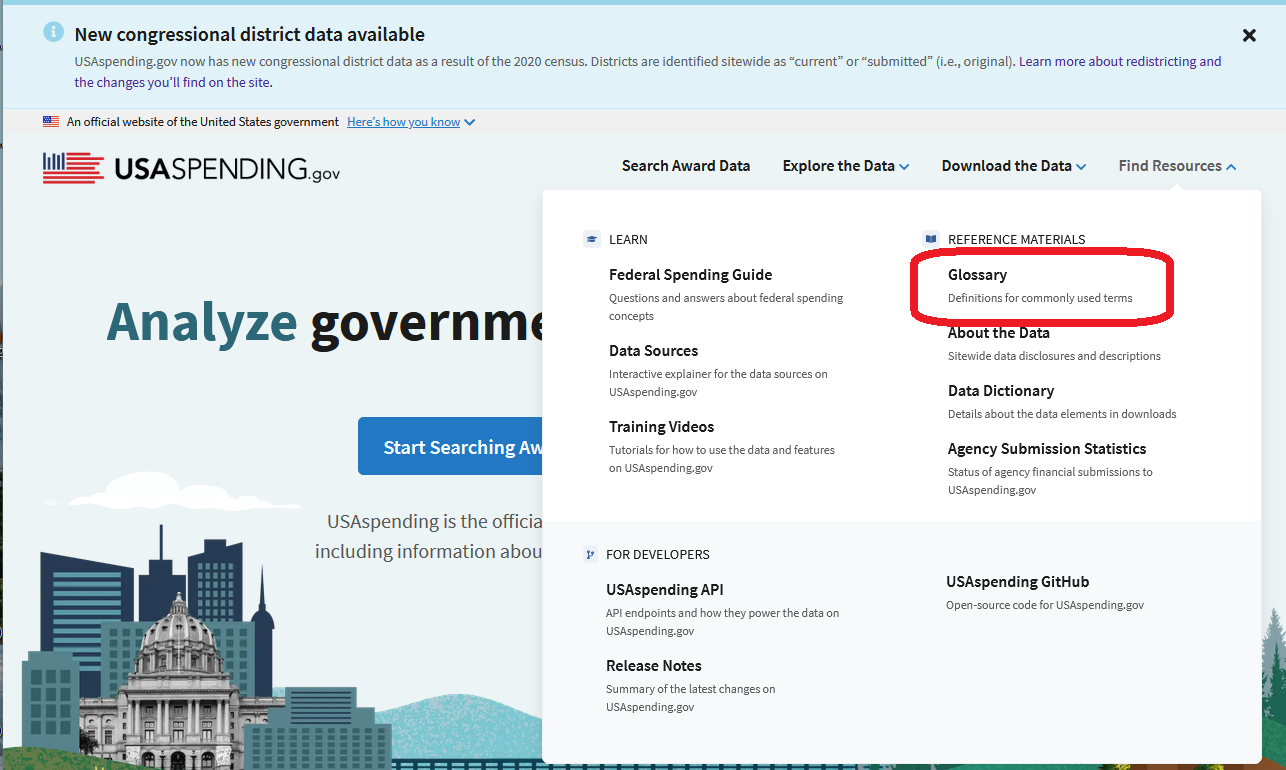 New congressional district data available
USAspending.gov now has new congressional district data as a result of the 2020 census. Districts are identified sitewide as “current” or “submitted” (i.e., original). Learn more about redistricting and
the changes you’ll find on the site.
An official website of the United States government Here’s how you know
USASPENDING.gov
Search Award Data Explore the Data Download the Data Find Resources
LEARN
Federal Spending Guide
Questions and answers about federal spending
concepts
Data Sources
Interactive explainer for the data sources on
USAspending.gov
Training Videos
Tutorials for how to use the data and features
on USAspending.gov
REFERENCE MATERIALS
Glossary
Definitions for commonly used terms
About the Data
Sitewide data disclosures and descriptions
Data Dictionary
Details about the data elements in downloads
Agency Submission Statistics
Status of agency financial submissions to
USAspending.gov
FOR DEVELOPERS
USAspending API
API endpoints and how they power the data on
USAspending.gov
Release Notes
Summary of the latest changes on
USAspending.gov
USAspending GitHub
Open-source code for USAspending.gov
Analyze governme
Start Searching Aw
USAspending is the officia
including information abou